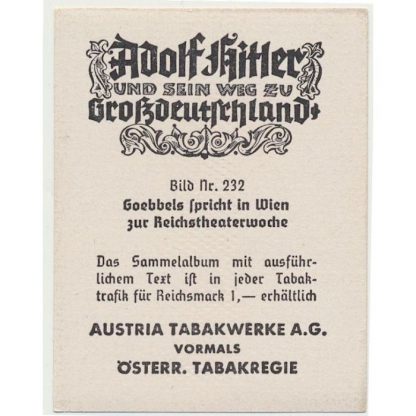 Adolf Hitler
UND SEIN WEG ZU
Großdeutschland
Bild Nr. 232
Goebbels spricht in Wien
zur Reichstheaterwoche
Das Sammelalbum mit ausführ-
lichem Text ist in jeder Tabak-
trafik für Reichsmark 1,— erhältlich
AUSTRIA TABAKWERKE A.G.
VORMALS
ÖSTERR. TABAKREGIE